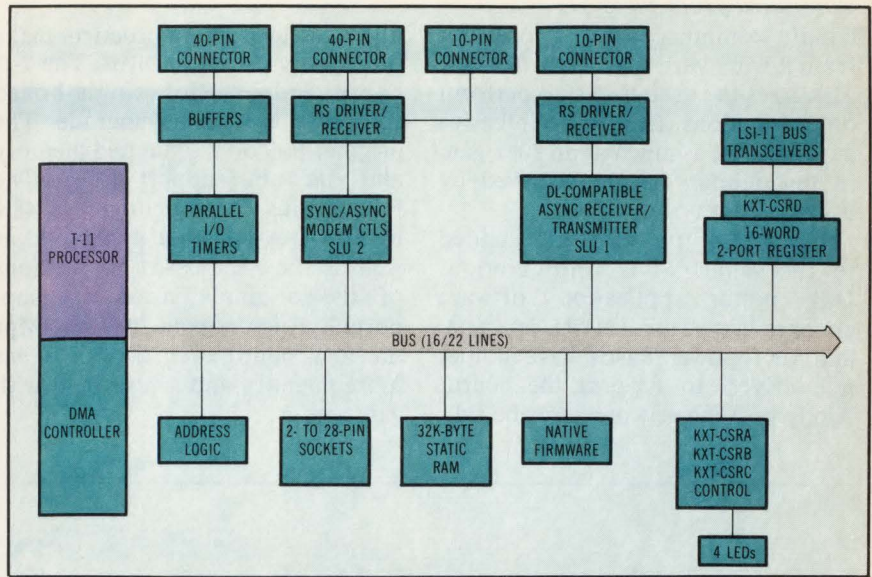 40-PIN
CONNECTOR
40-PIN
CONNECTOR
10-PIN
CONNECTOR
10-PIN
CONNECTOR
BUFFERS
RS DRIVER/
RECEIVER
RS DRIVER/
RECEIVER
LSI-11 BUS
TRANSCEIVERS
T-11
PROCESSOR
PARALLEL
I/O
TIMERS
SYNC/ASYNC
MODEM CTLS
SLU 2
DL-COMPATIBLE
ASYNC RECEIVER/
TRANSMITTER
SLU 1
KXT-CSRD
16-WORD
2-PORT REGISTER
BUS (16/22 LINES)
DMA
CONTROLLER
ADDRESS
LOGIC
2- TO 28-PIN
SOCKETS
32K-BYTE
STATIC
RAM
NATIVE
FIRMWARE
KXT-CSRA
KXT-CSRB
KXT-CSRC
CONTROL
4 LEDs